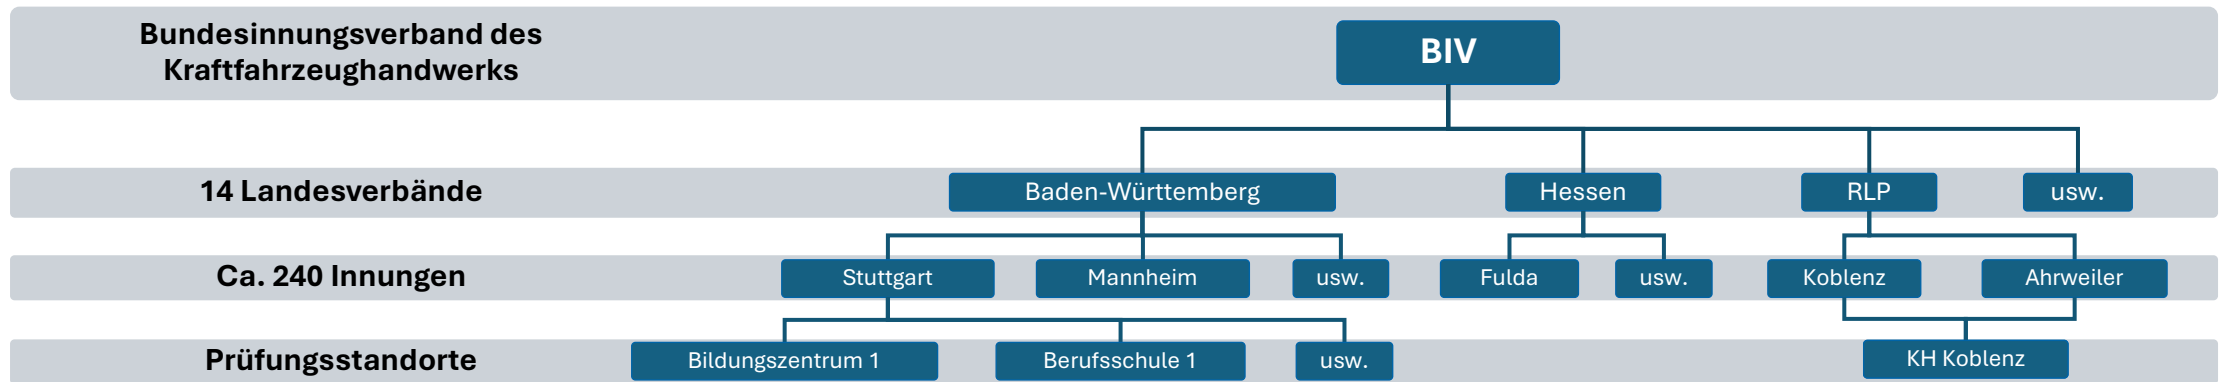 Bundesinnungsverband des
Kraftfahrzeughandwerks
BIV
14 Landesverbände
Baden-Württemberg
Hessen
RLP
usw.
Ca. 240 Innungen
Stuttgart
Mannheim
usw.
Fulda
usw.
Koblenz
Ahrweiler
Prüfungsstandorte
Bildungszentrum 1
Berufsschule 1
usw.
KH Koblenz